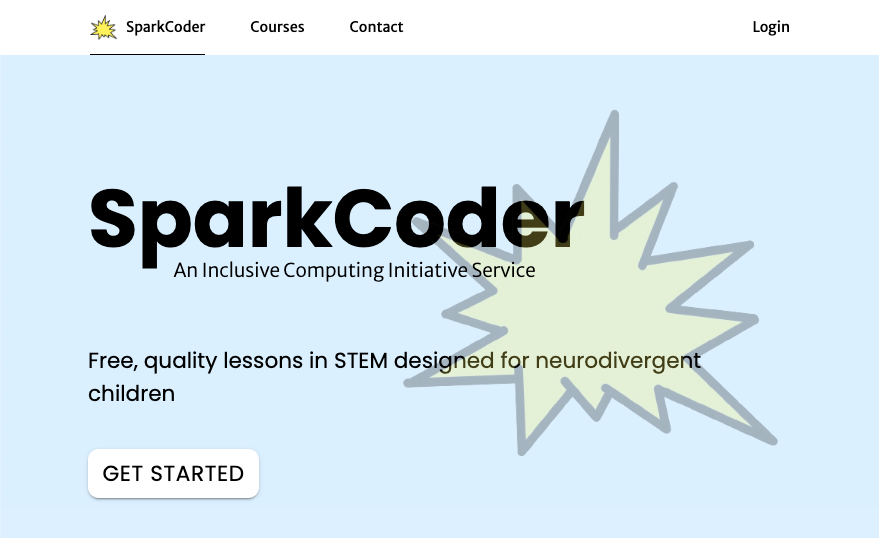 SparkCoder
Courses
Contact
Login
SparkCoder
An Inclusive Computing Initiative Service
Free, quality lessons in STEM designed for neurodivergent
children
GET STARTED